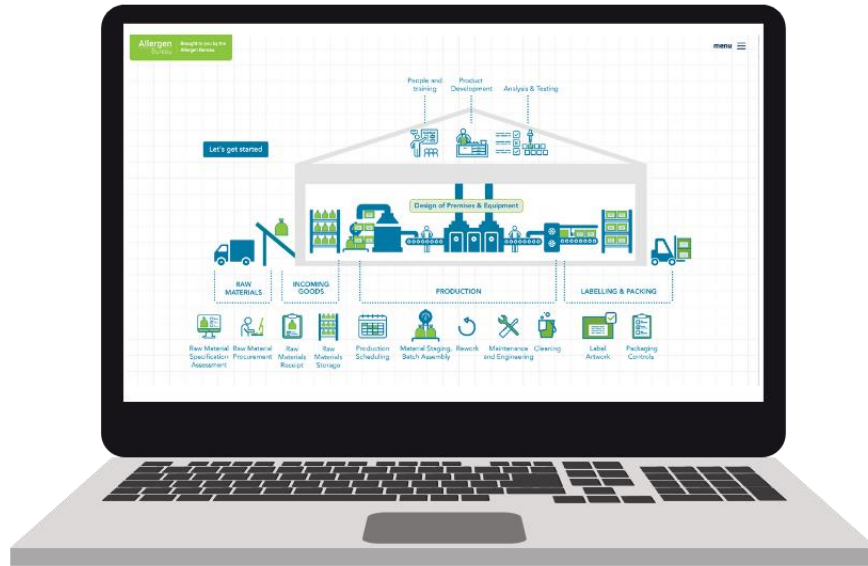 Allergen
Bureau
Brought to you by the
Allergen Bureau
menu
People and
training
Product
Development
Analysis & Testing
Let's get started
Design of Premises & Equipment
RAW
MATERIALS
INCOMING
GOODS
PRODUCTION
LABELLING & PACKING
Raw Material
Specification
Assessment
Raw Material
Procurement
Raw
Materials
Receipt
Raw
Materials
Storage
Production
Scheduling
Material Staging,
Batch Assembly
Rework
Maintenance
and Engineering
Cleaning
Label
Artwork
Packaging
Controls